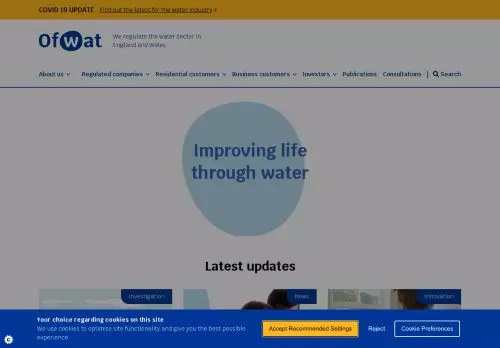 COVID 19 UPDATE Find out the latest for the water industry >
Ofwat
We regulate the water sector in
England and Wales
About us Regulated companies Residential customers Business customers Investors Publications Consultations Search
Improving life
through water
Latest updates
Investigation
News
Innovation
Your choice regarding cookies on this site
We use cookies to optimise site functionality and give you the best possible
experience
Accept Recommended Settings Reject Cookie Preferences